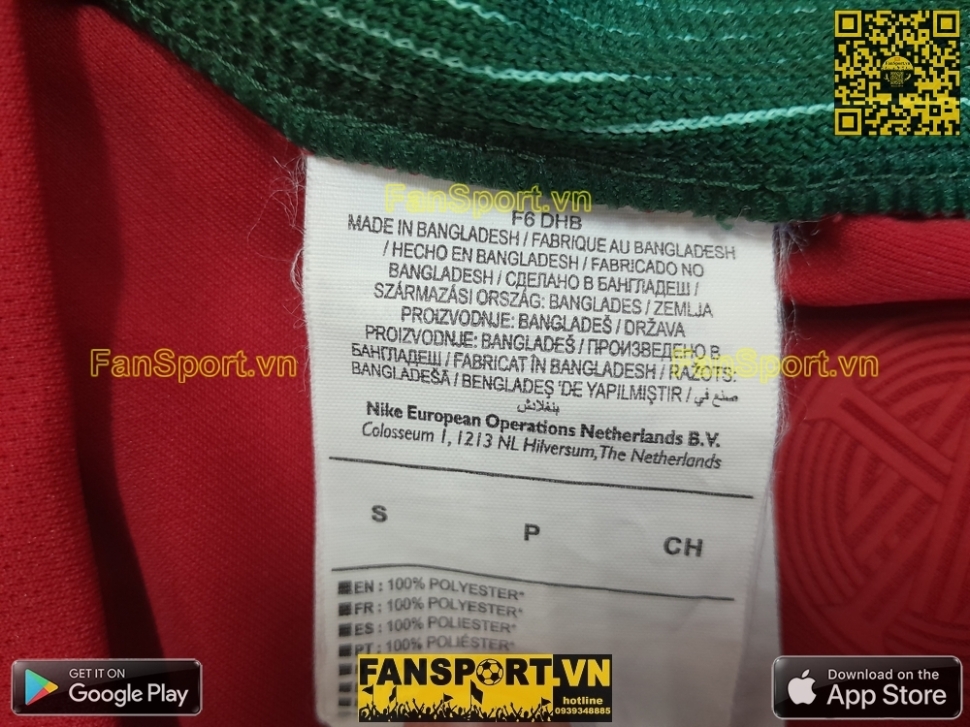 FanSport.vn
F6 DHB
MADE IN BANGLADESH / FABRIQUE AU BANGLADESH
/ HECHO EN BANGLADESH / FABRICADO NO
BANGLADESH / СДЕЛАНО В БАНГЛАДЕШ /
SZÁRMAZÁSI ORSZÁG: BANGLADES / ZEMLJA
PROIZVODNJE: BANGLADEŠ / DRŽAVA
PROIZVODNJE: BANGLADEŠ / ПРОИЗВЕДЕНО В
FanSport.vn
FanSport.vn
БАНГЛАДЕШ / FABRICAT ÎN BANGLADESH / RAŽOTS:
BANGLADEŠĀ / BENGLADEŞ 'DE YAPILMIŞTIR / صنع في
بنغلادش
Nike European Operations Netherlands B.V.
Colosseum 1, 1213 NL Hilversum, The Netherlands
S P CH
EN : 100% POLYESTER*
FR : 100% POLYESTER*
ES : 100% POLIESTER*
PT : 100% POLIÉSTER*
GET IT ON
Google Play
FANSPORT.VN
hotline
0939348885
Download on the
App Store